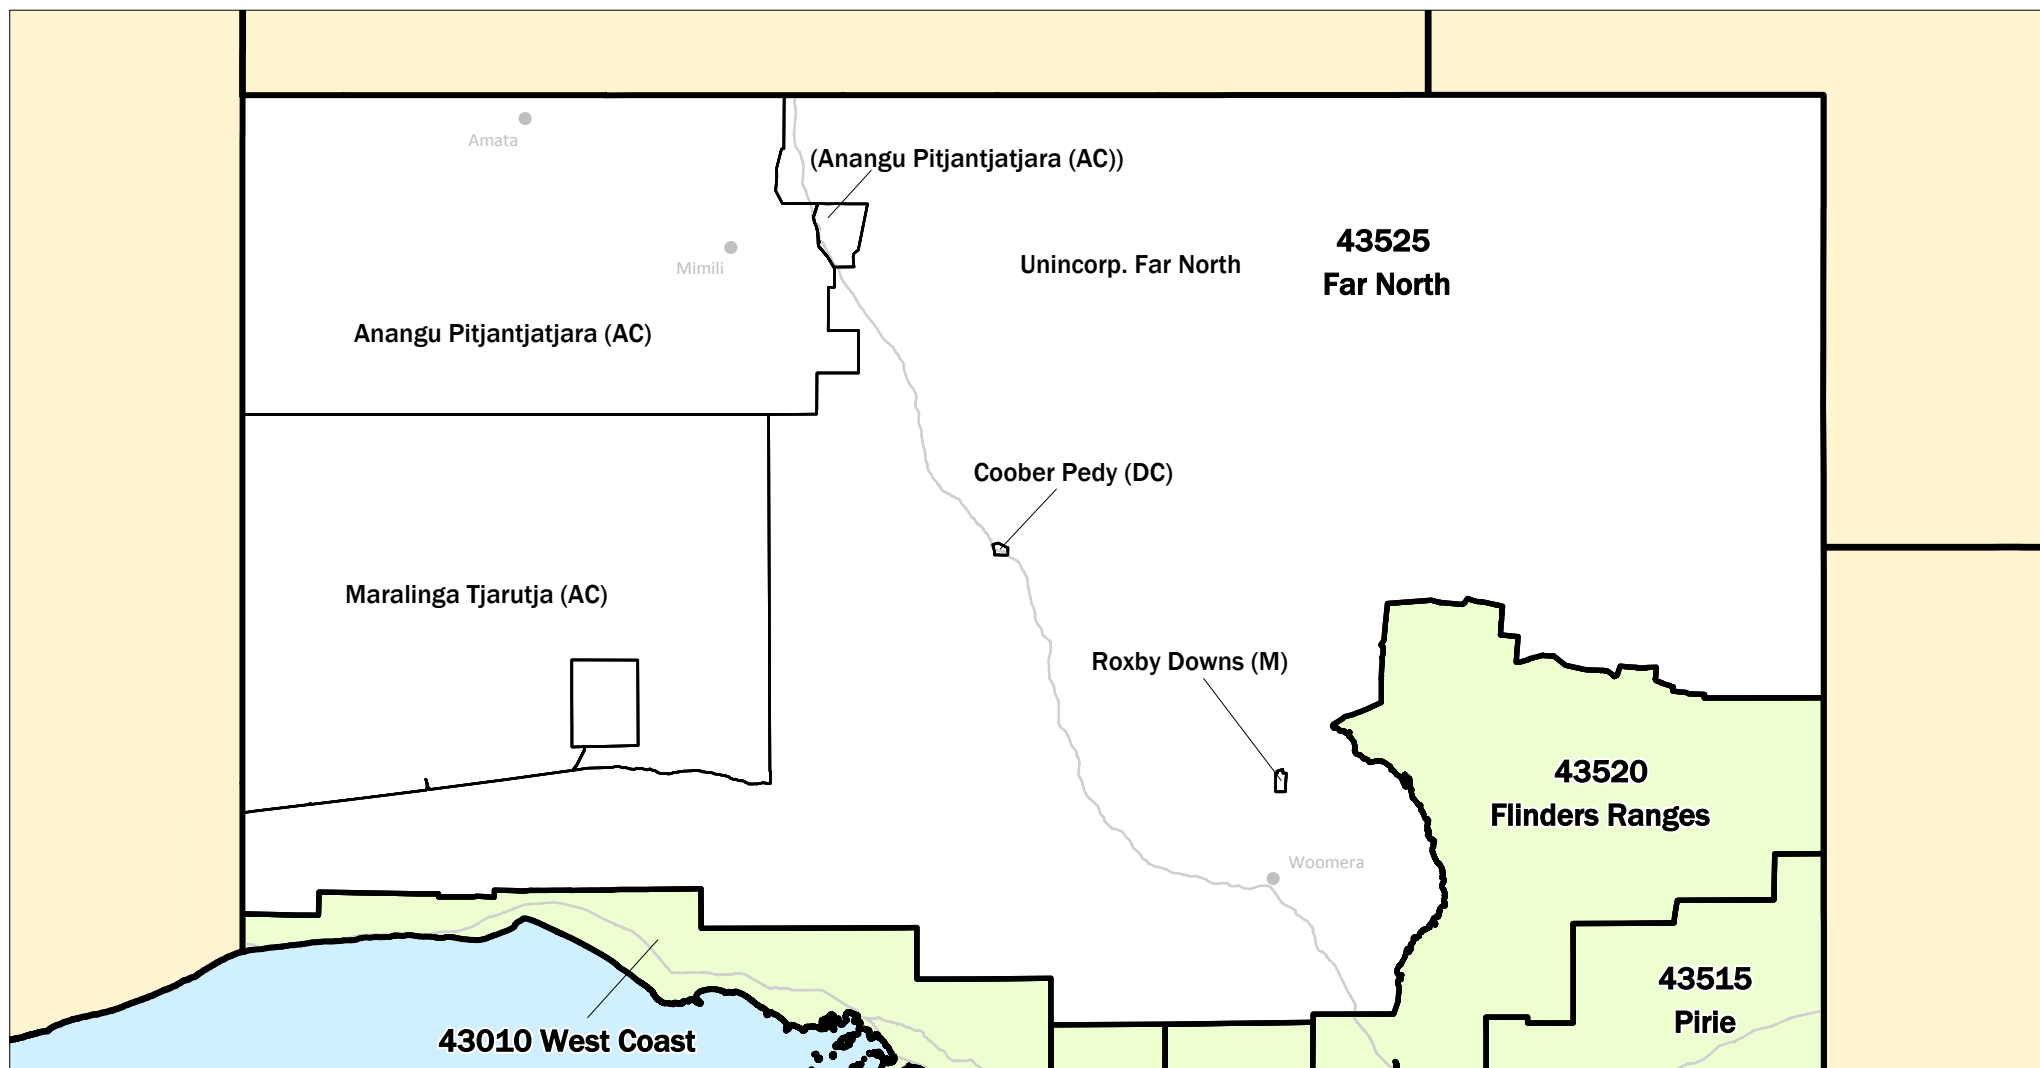 Amata
(Anangu Pitjantjatjara (AC))
43525
Far North
Unincorp. Far North
Mimili
Anangu Pitjantjatjara (AC)
Coober Pedy (DC)
Maralinga Tjarutja (AC)
Roxby Downs (M)
43520
Flinders Ranges
Woomera
43515
Pirie
43010 West Coast